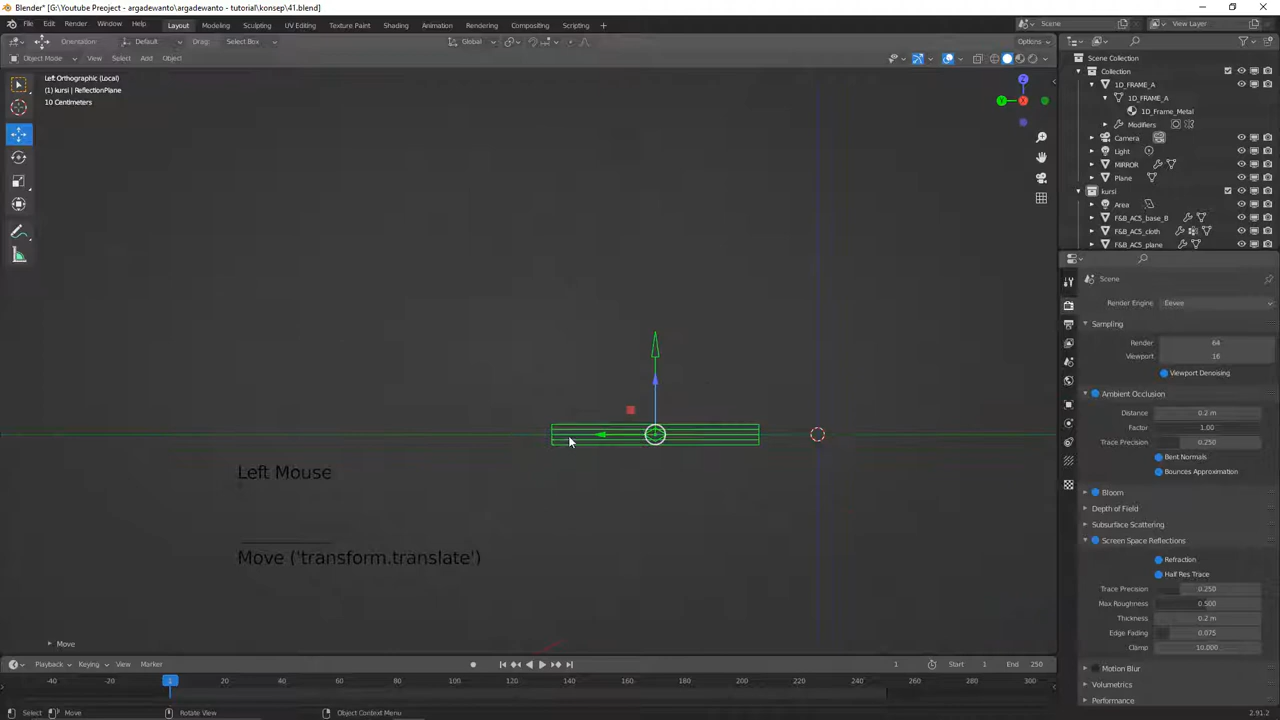 Blender* [G:\Youtube Preoject\argadewanto\argadewanto - tutorial\konsep\41.blend]
File Edit Render Window Help Layout Modeling Sculpting UV Editing Texture Paint Shading Animation Rendering Compositing Scripting + Scene View Layer
Orientation: Default Drag: Select Box Global Options
Object Mode View Select Add Object
Left Orthographic (Local)
(1) kursi | ReflectionPlane
10 Centimeters
Z
Y
X
Scene Collection
Collection
1D_FRAME_A
1D_FRAME_A
1D_Frame_Metal
Modifiers
Camera
Light
MIRROR
Plane
kursi
Area
F&B_AC5_base_B
F&B_AC5_cloth
F&B_AC5_plane
Scene
Render Engine Eevee
Sampling
Render 64
Viewport 16
Viewport Denoising
Ambient Occlusion
Distance 0.2 m
Factor 1.00
Trace Precision 0.250
Bent Normals
Bounces Approximation
Bloom
Depth of Field
Subsurface Scattering
Screen Space Reflections
Refraction
Half Res Trace
Trace Precision 0.250
Max Roughness 0.500
Thickness 0.2 m
Edge Fading 0.075
Clamp 10.000
Motion Blur
Volumetrics
Performance
Left Mouse
Move ('transform.translate')
Move
Playback Keying View Marker 1 Start 1 End 250
-40 -20 1 20 40 60 80 100 120 140 160 180 200 220 240 260 280 300
Select Move Rotate View Object Context Menu 2.91.2